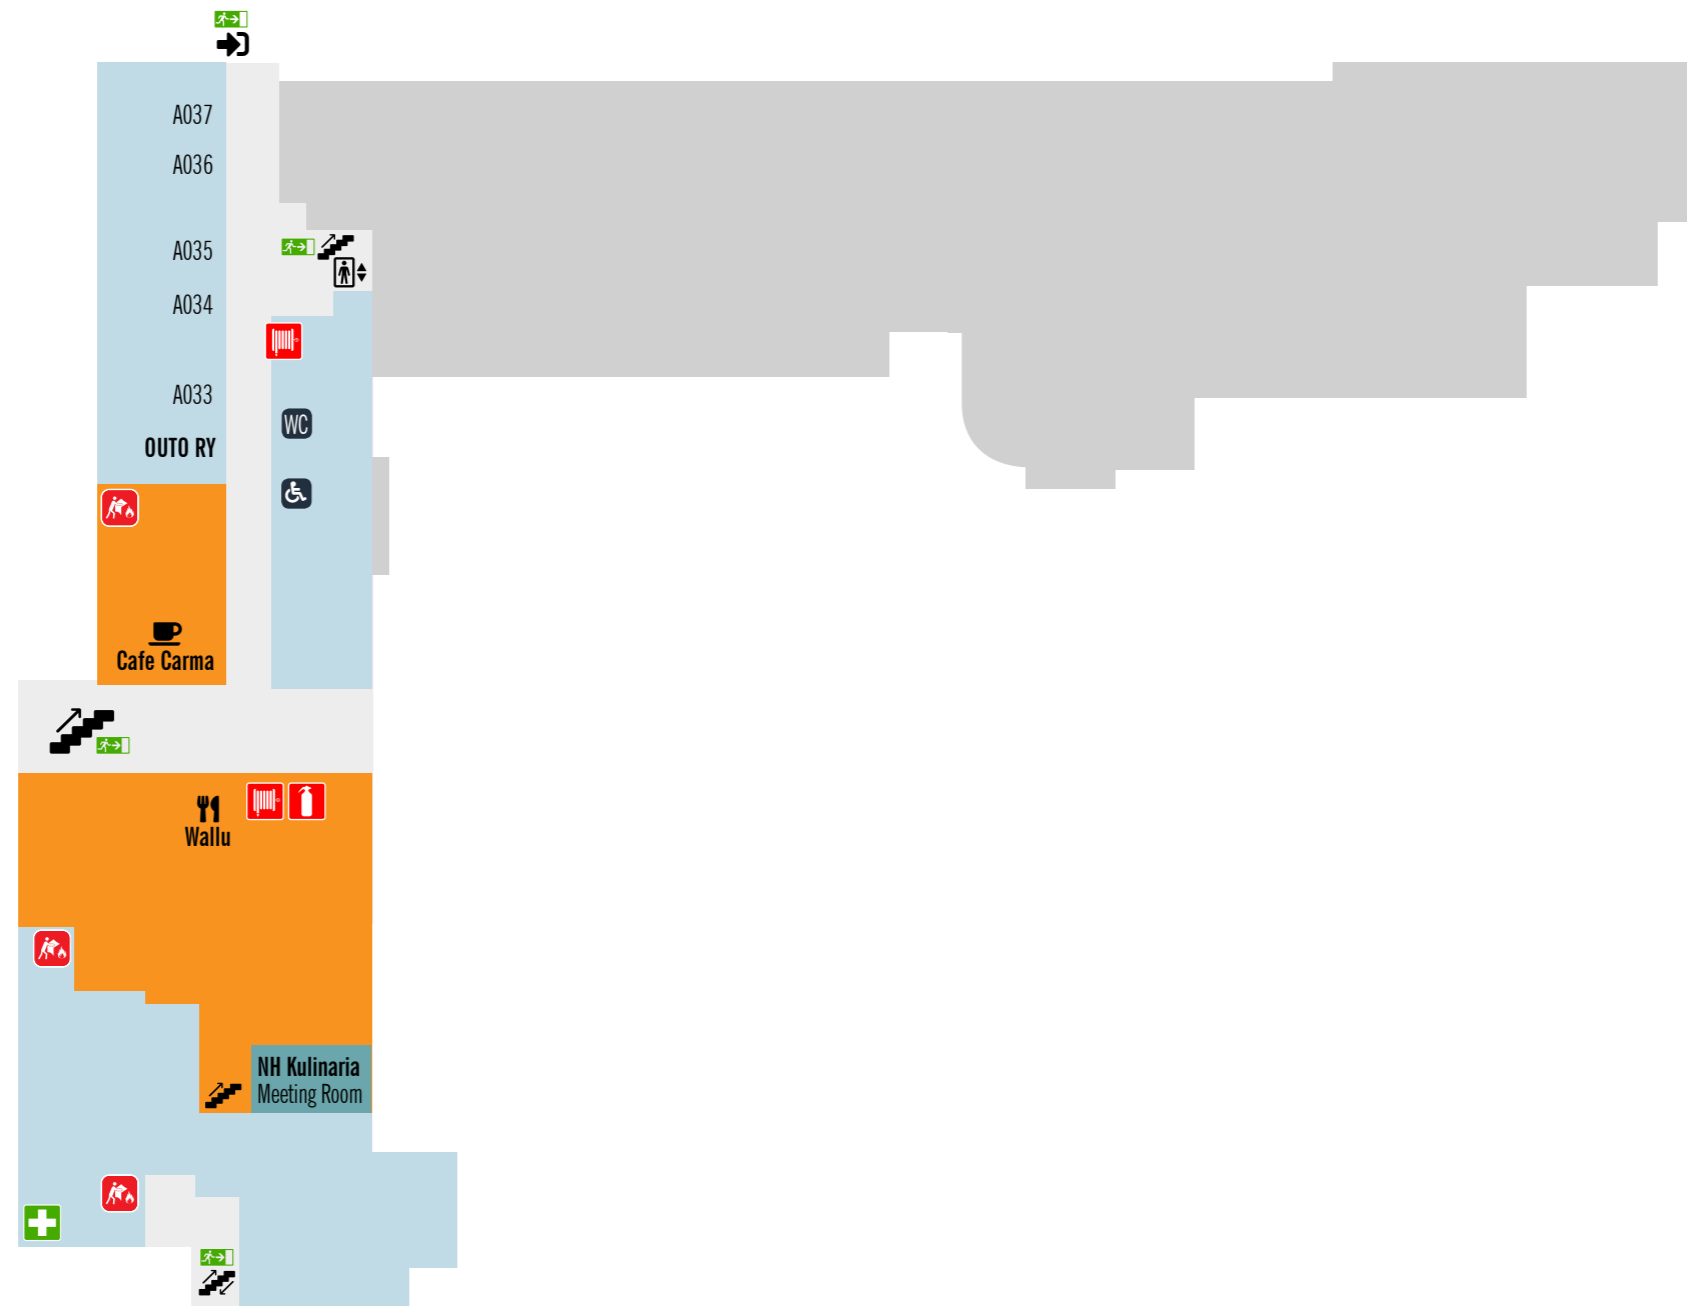 A037
A036
A035
A034
A033
WC
OUTO RY
Cafe Carma
Wallu
NH Kulinaria
Meeting Room